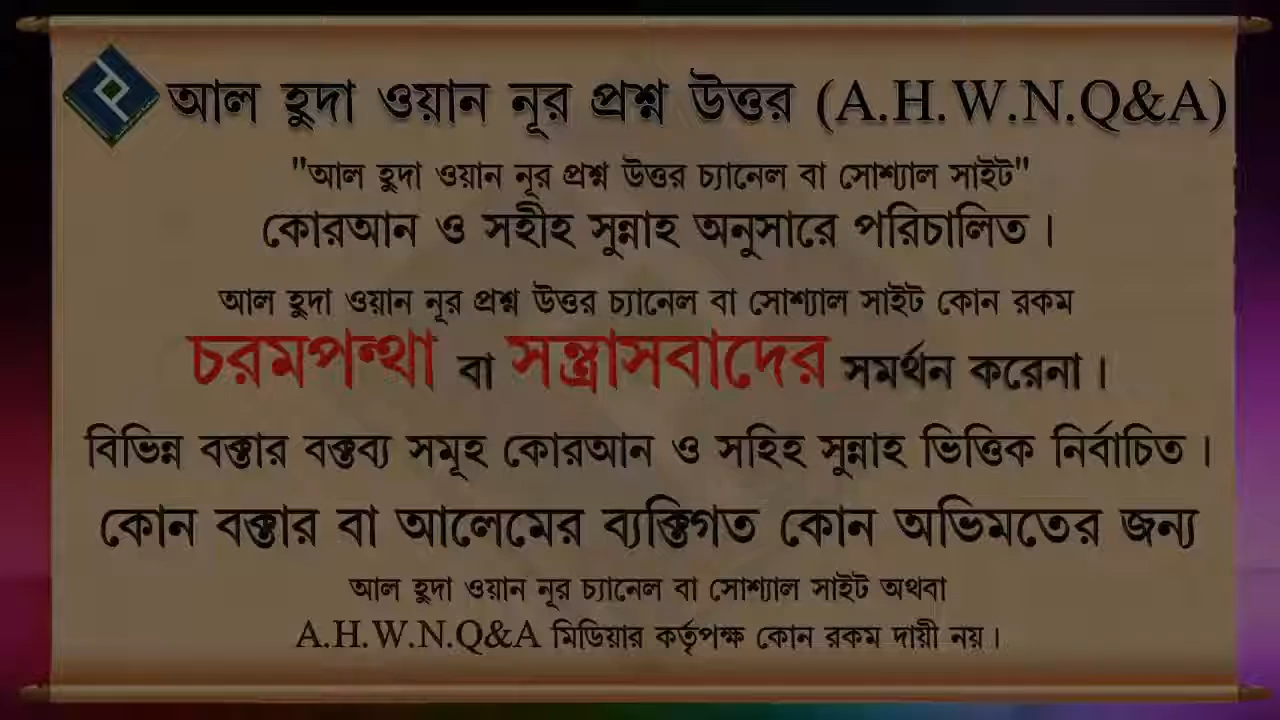 আল হুদা ওয়ান নূর প্রশ্ন উত্তর (A.H.W.N.Q&A)
"আল হুদা ওয়ান নূর প্রশ্ন উত্তর চ্যানেল বা সোশ্যাল সাইট"
কোরআন ও সহীহ সুন্নাহ অনুসারে পরিচালিত।
আল হুদা ওয়ান নূর প্রশ্ন উত্তর চ্যানেল বা সোশ্যাল সাইট কোন রকম
চরমপন্থা বা সন্ত্রাসবাদের সমর্থন করেনা।
বিভিন্ন বক্তার বক্তব্য সমূহ কোরআন ও সহিহ সুন্নাহ ভিত্তিক নির্বাচিত।
কোন বক্তার বা আলেমের ব্যক্তিগত কোন অভিমতের জন্য
আল হুদা ওয়ান নূর চ্যানেল বা সোশ্যাল সাইট অথবা
A.H.W.N.Q&A মিডিয়ার কর্তৃপক্ষ কোন রকম দায়ী নয়।